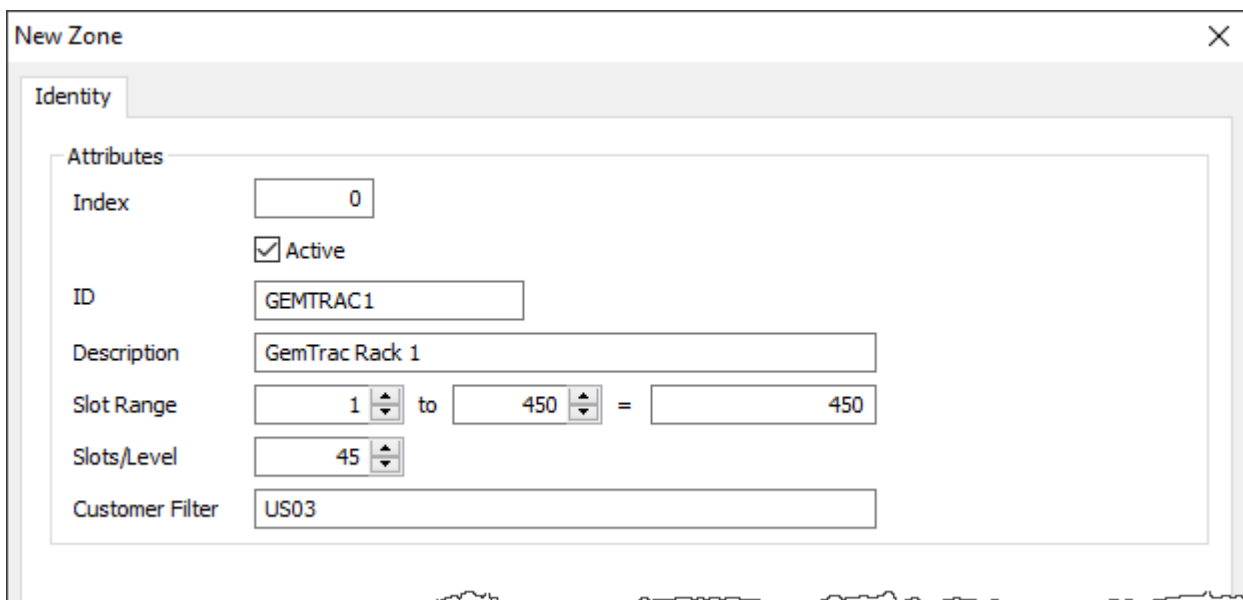 New Zone
Identity
Attributes
Index 0
Active
ID GEMTRAC1
Description GemTrac Rack 1
Slot Range 1 to 450 = 450
Slots/Level 45
Customer Filter US03